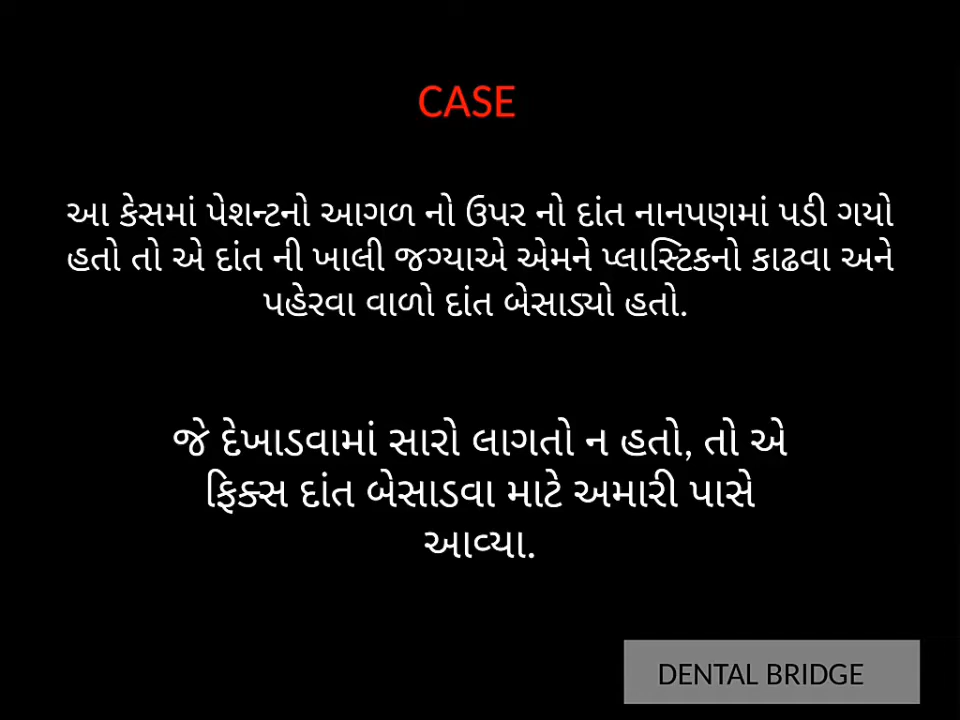 CASE
આ કેસમાં પેશન્ટનો આગળ નો ઉપર નો દાંત નાનપણમાં પડી ગયો
હતો તો એ દાંત ની ખાલી જગ્યાએ એમને પ્લાસ્ટિકનો કાઢવા અને
પહેરવા વાળો દાંત બેસાડ્યો હતો.
જે દેખાડવામાં સારો લાગતો ન હતો, તો એ
ફિક્સ દાંત બેસાડવા માટે અમારી પાસે
આવ્યા.
DENTAL BRIDGE